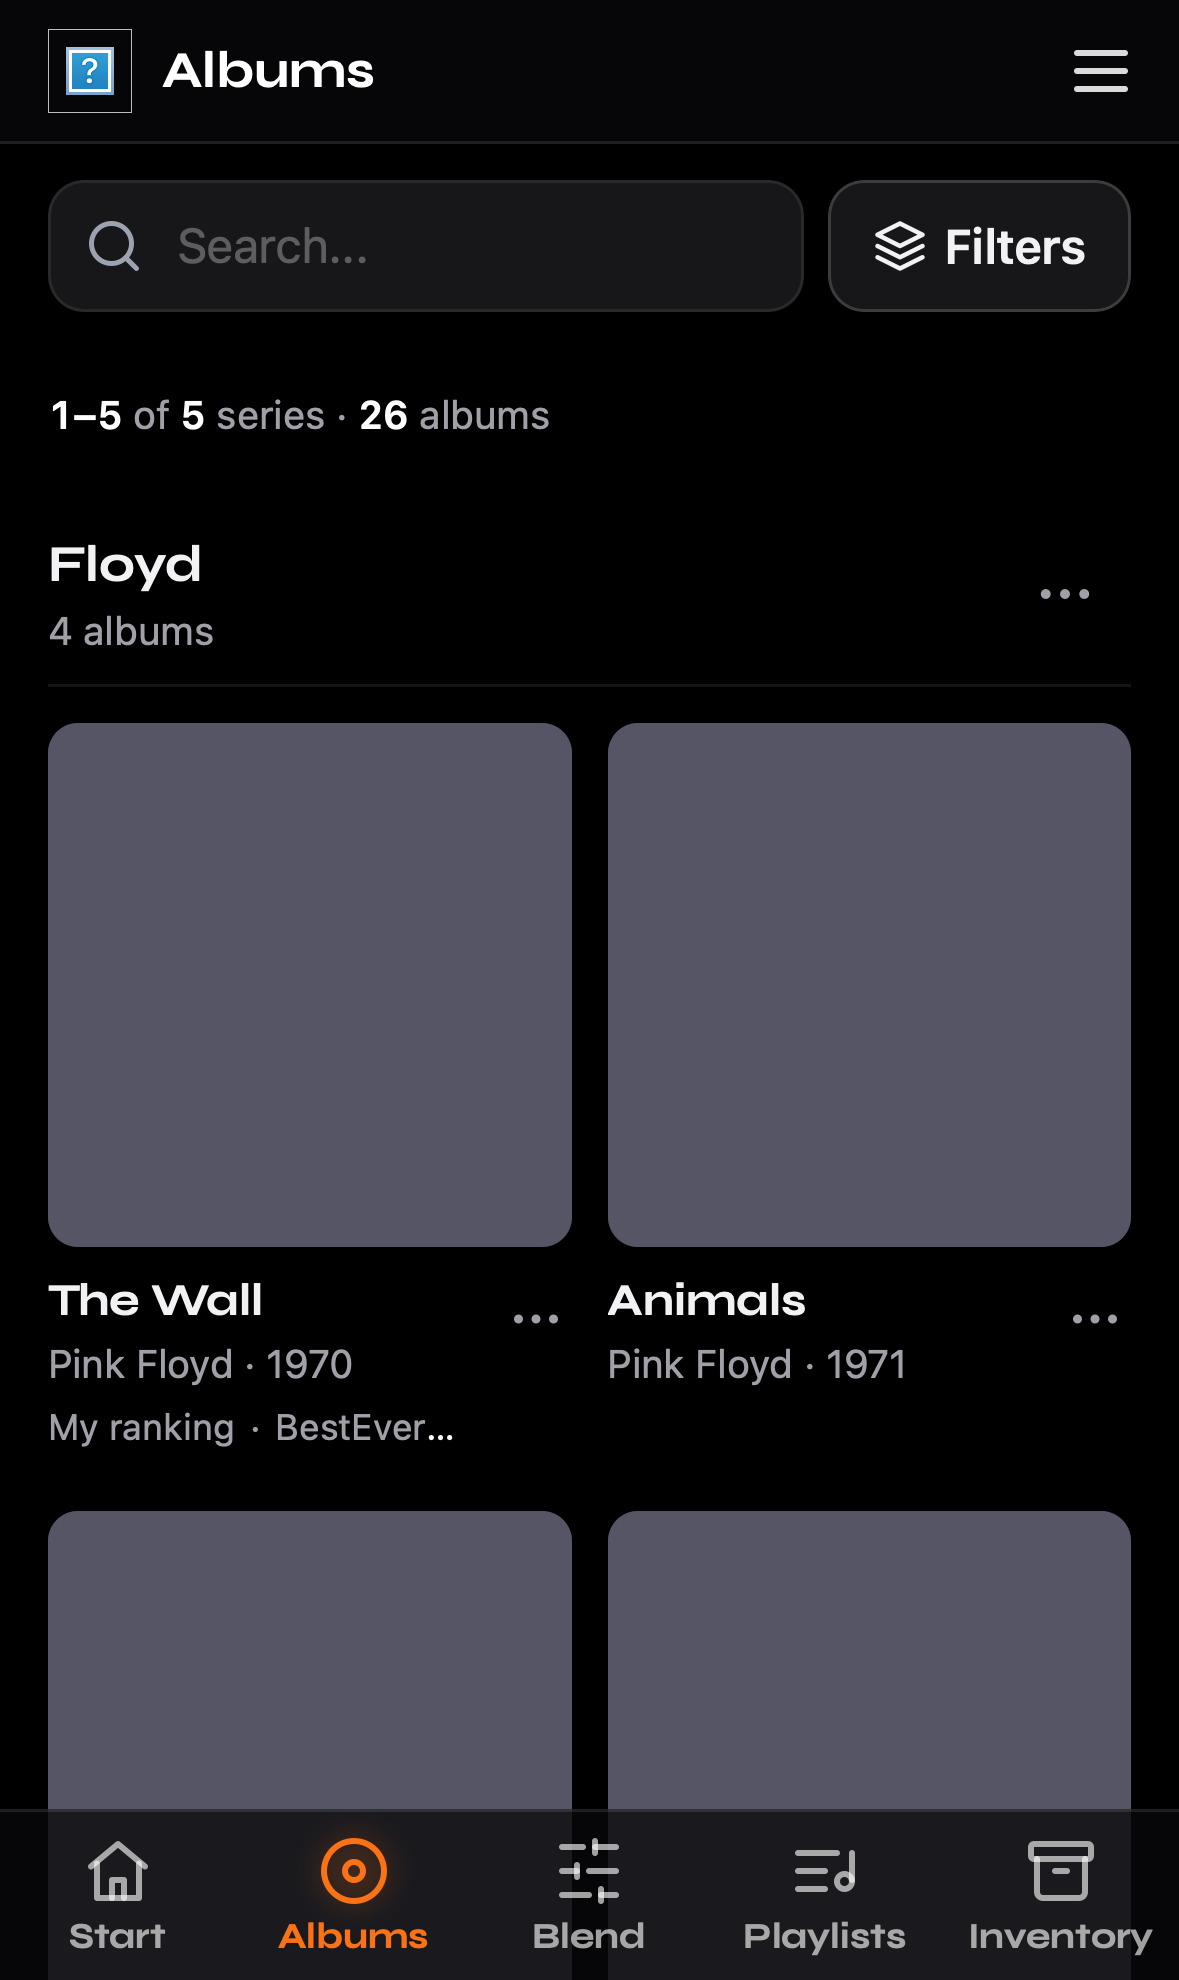 ?
Albums
Search...
Filters
1–5 of 5 series · 26 albums
Floyd
4 albums
The Wall
Pink Floyd · 1970
My ranking · BestEver...
Animals
Pink Floyd · 1971
Start
Albums
Blend
Playlists
Inventory